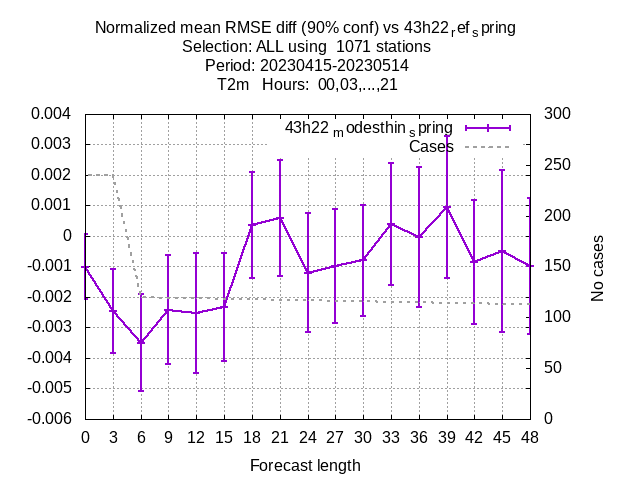 Normalized mean RMSE diff (90% conf) vs 43h22refspring
Selection: ALL using  1071 stations
Period: 20230415-20230514
T2m   Hours:  00,03,...,21
43h22modesthinspring
Cases
0.004
0.003
0.002
0.001
0
-0.001
-0.002
-0.003
-0.004
-0.005
-0.006
300
250
200
150
100
50
0
No cases
0 3 6 9 12 15 18 21 24 27 30 33 36 39 42 45 48
Forecast length